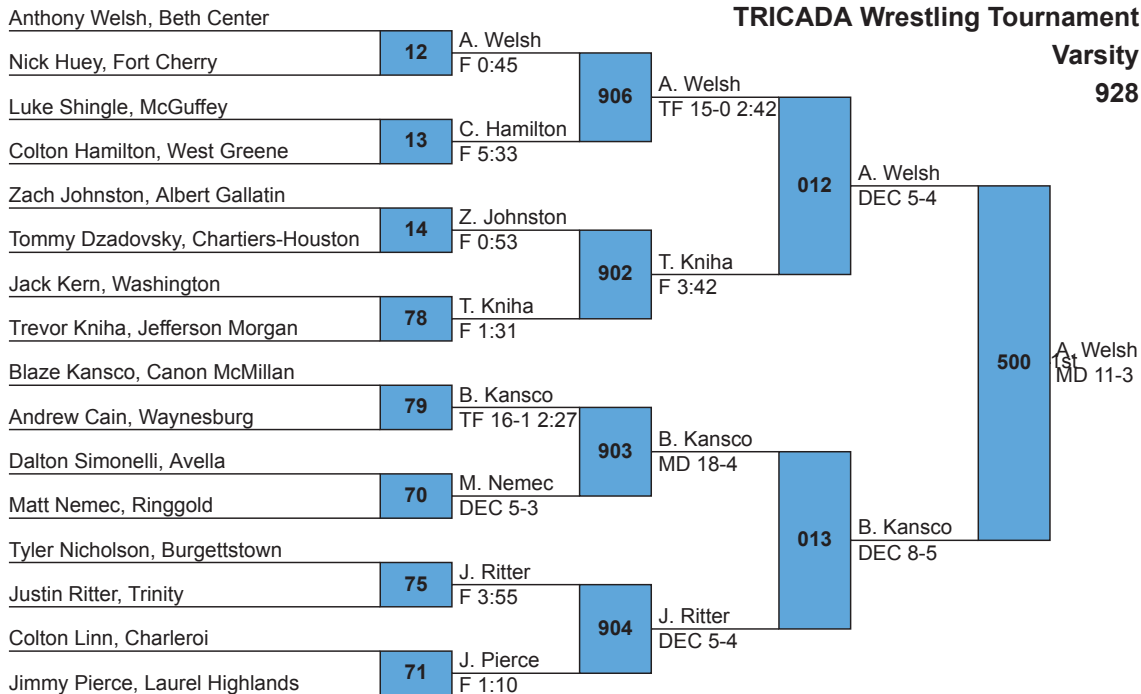 TRICADA Wrestling Tournament
Varsity
928
Anthony Welsh, Beth Center
Nick Huey, Fort Cherry
Luke Shingle, McGuffey
Colton Hamilton, West Greene
Zach Johnston, Albert Gallatin
Tommy Dzadovsky, Chartiers-Houston
Jack Kern, Washington
Trevor Kniha, Jefferson Morgan
Blaze Kansco, Canon McMillan
Andrew Cain, Waynesburg
Dalton Simonelli, Avella
Matt Nemec, Ringgold
Tyler Nicholson, Burgettstown
Justin Ritter, Trinity
Colton Linn, Charleroi
Jimmy Pierce, Laurel Highlands
12
13
14
78
79
70
75
71
A. Welsh
F 0:45
C. Hamilton
F 5:33
Z. Johnston
F 0:53
T. Kniha
F 1:31
B. Kansco
TF 16-1 2:27
M. Nemec
DEC 5-3
J. Ritter
F 3:55
J. Pierce
F 1:10
906
902
903
904
A. Welsh
TF 15-0 2:42
T. Kniha
F 3:42
B. Kansco
MD 18-4
J. Ritter
DEC 5-4
012
013
A. Welsh
DEC 5-4
B. Kansco
DEC 8-5
500
1st
A. Welsh
MD 11-3